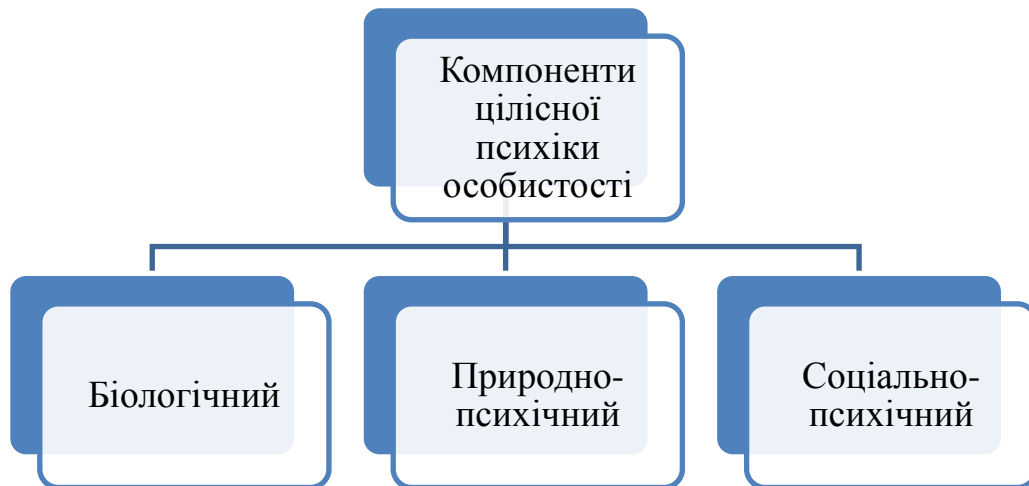 Компоненти
цілісної
психіки
особистості
Біологічний
Природно-
психічний
Соціально-
психічний